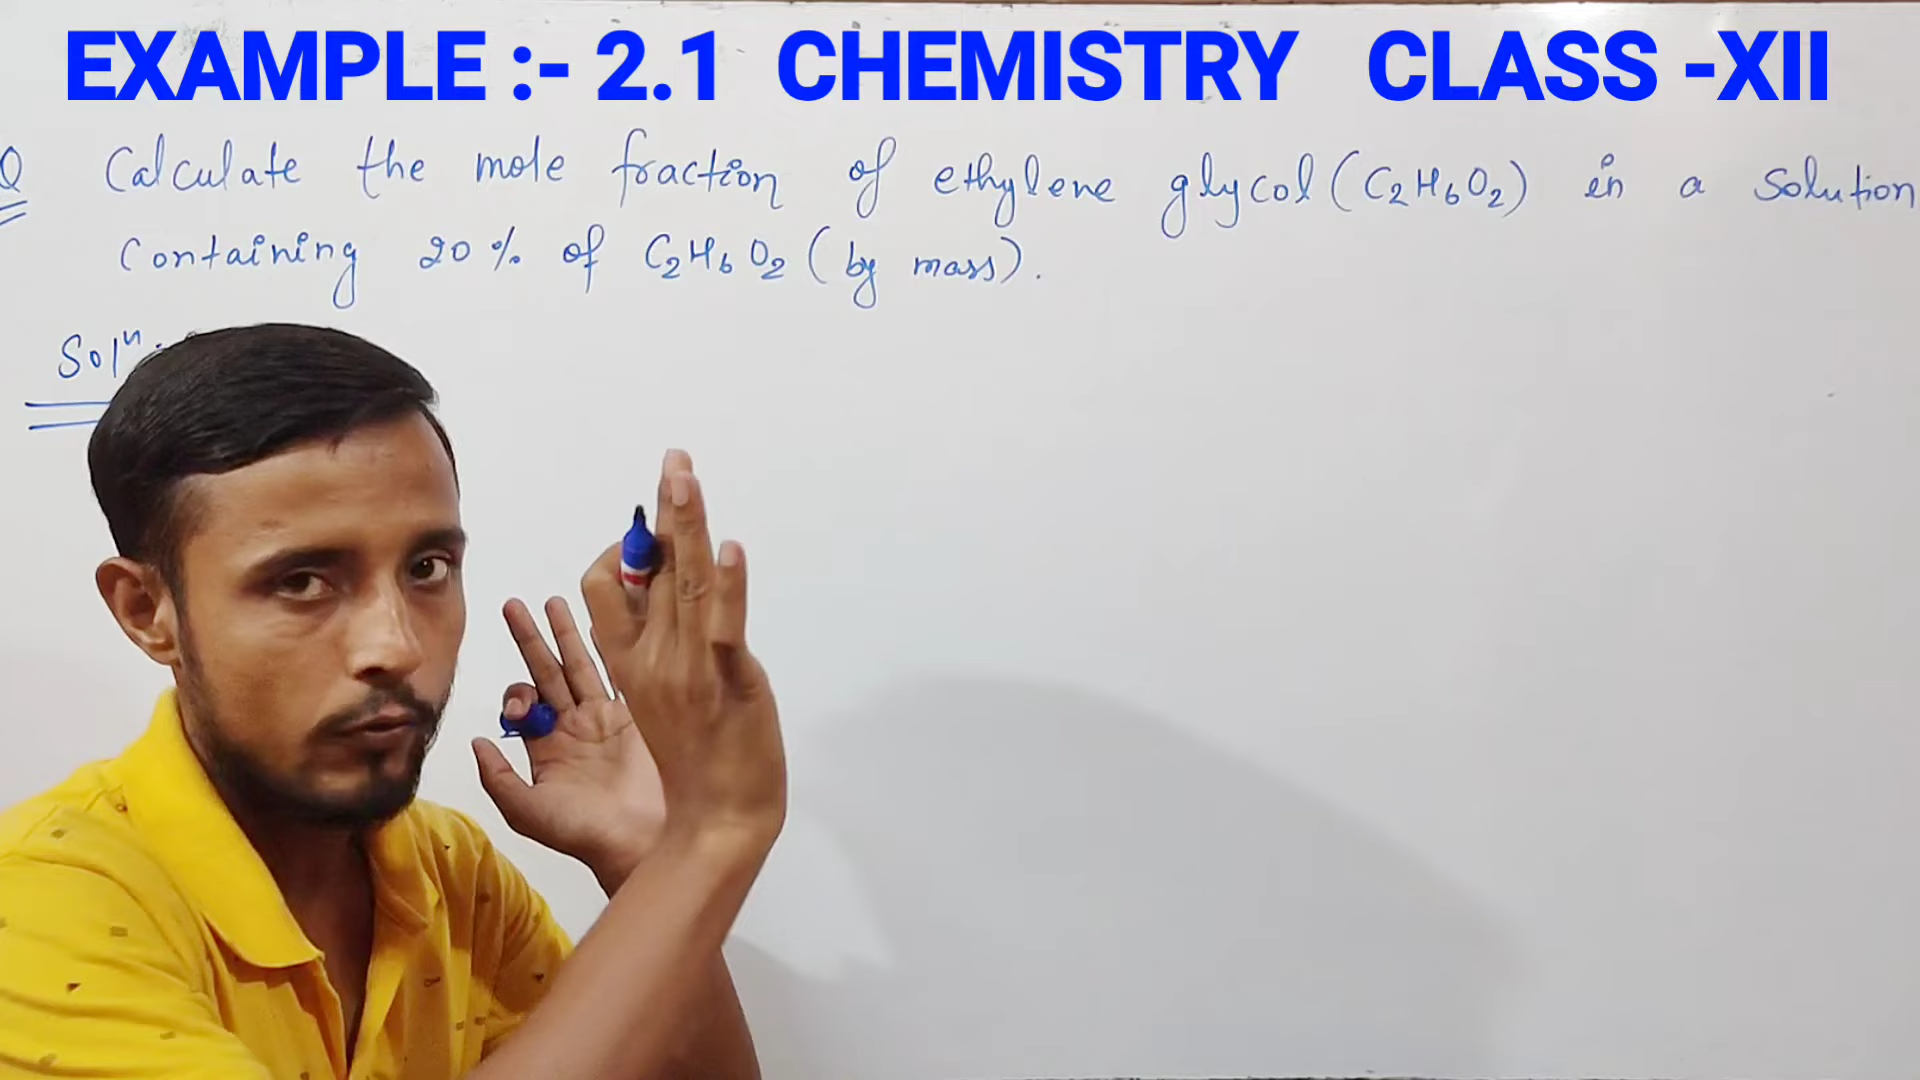 EXAMPLE :- 2.1 CHEMISTRY CLASS -XII
Q Calculate the mole fraction of ethylene glycol (C2H6O2) in a solution
containing 20% of C2H6O2 (by mass).
Solⁿ: